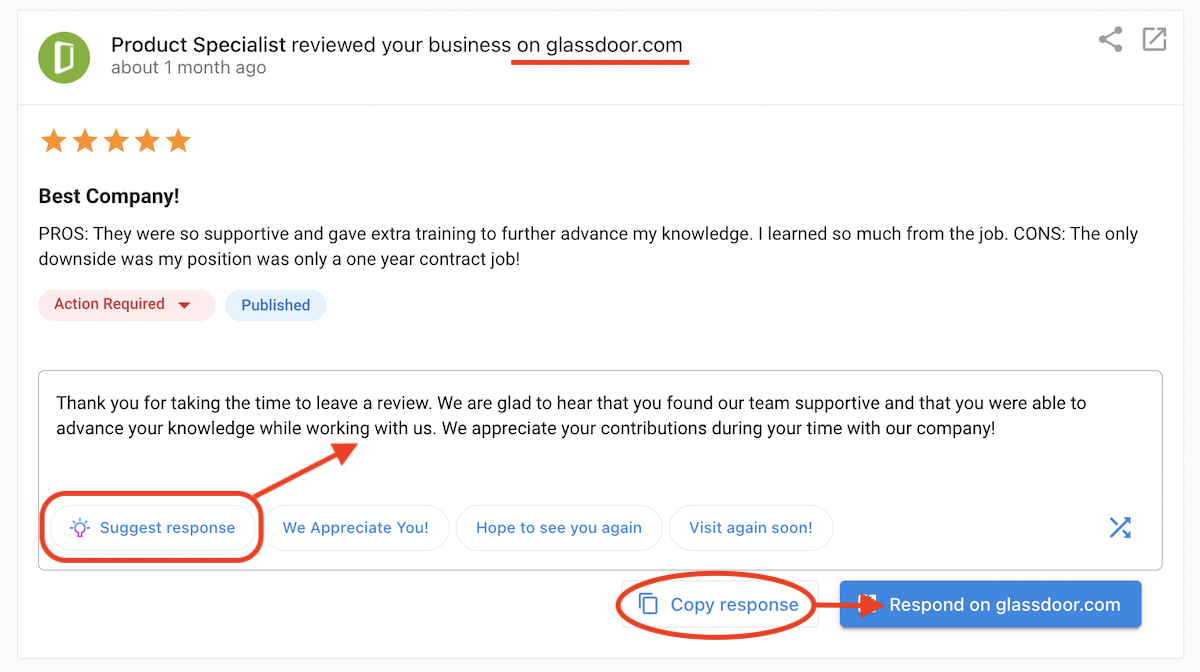 Product Specialist reviewed your business on glassdoor.com
about 1 month ago
Best Company!
PROS: They were so supportive and gave extra training to further advance my knowledge. I learned so much from the job. CONS: The only
downside was my position was only a one year contract job!
Action Required
Published
Thank you for taking the time to leave a review. We are glad to hear that you found our team supportive and that you were able to
advance your knowledge while working with us. We appreciate your contributions during your time with our company!
Suggest response
We Appreciate You!
Hope to see you again
Visit again soon!
Copy response
Respond on glassdoor.com